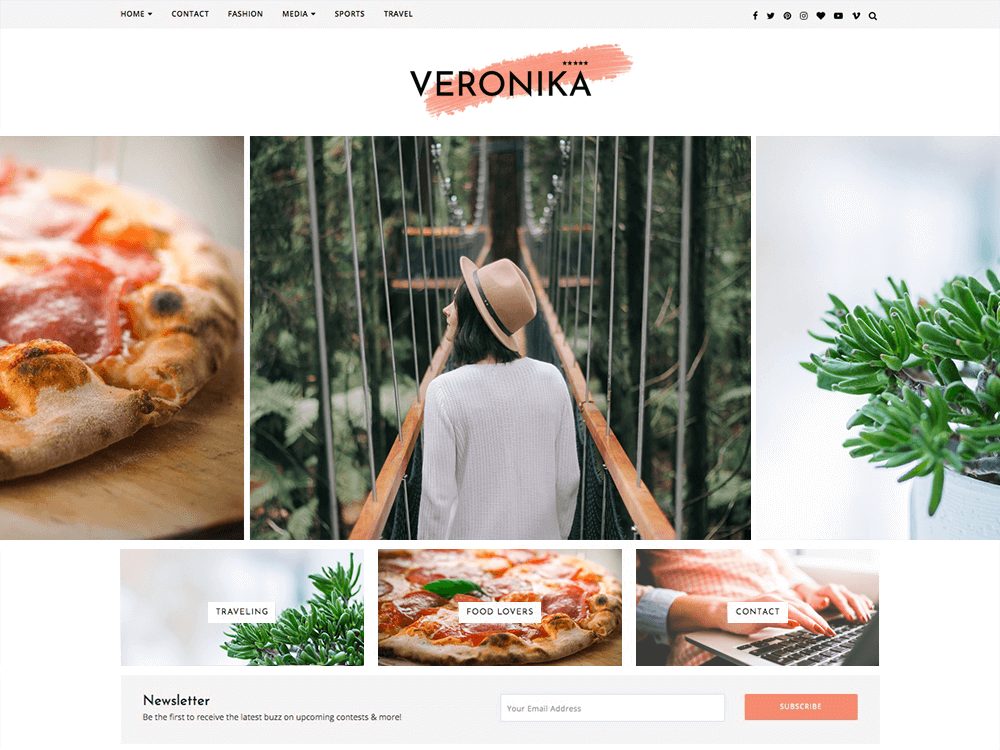 HOME CONTACT FASHION MEDIA SPORTS TRAVEL
VERONIKA
TRAVELING
FOOD LOVERS
CONTACT
Newsletter
Be the first to receive the latest buzz on upcoming contests & more!
Your Email Address
SUBSCRIBE